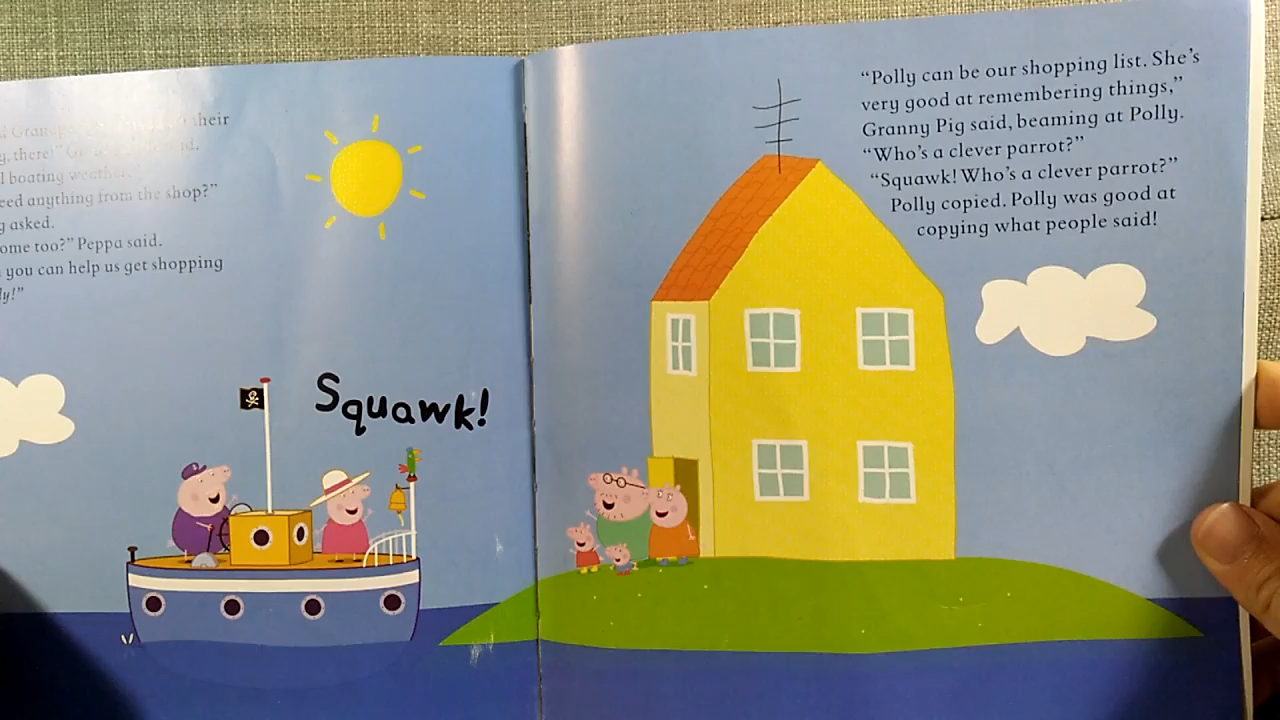 their
there!"
boating weather.
eed anything from the shop?"
g asked.
ome too?" Peppa said.
you can help us get shopping
ly!"
Squawk!
“Polly can be our shopping list. She’s
very good at remembering things,”
Granny Pig said, beaming at Polly.
“Who’s a clever parrot?”
“Squawk! Who’s a clever parrot?”
Polly copied. Polly was good at
copying what people said!